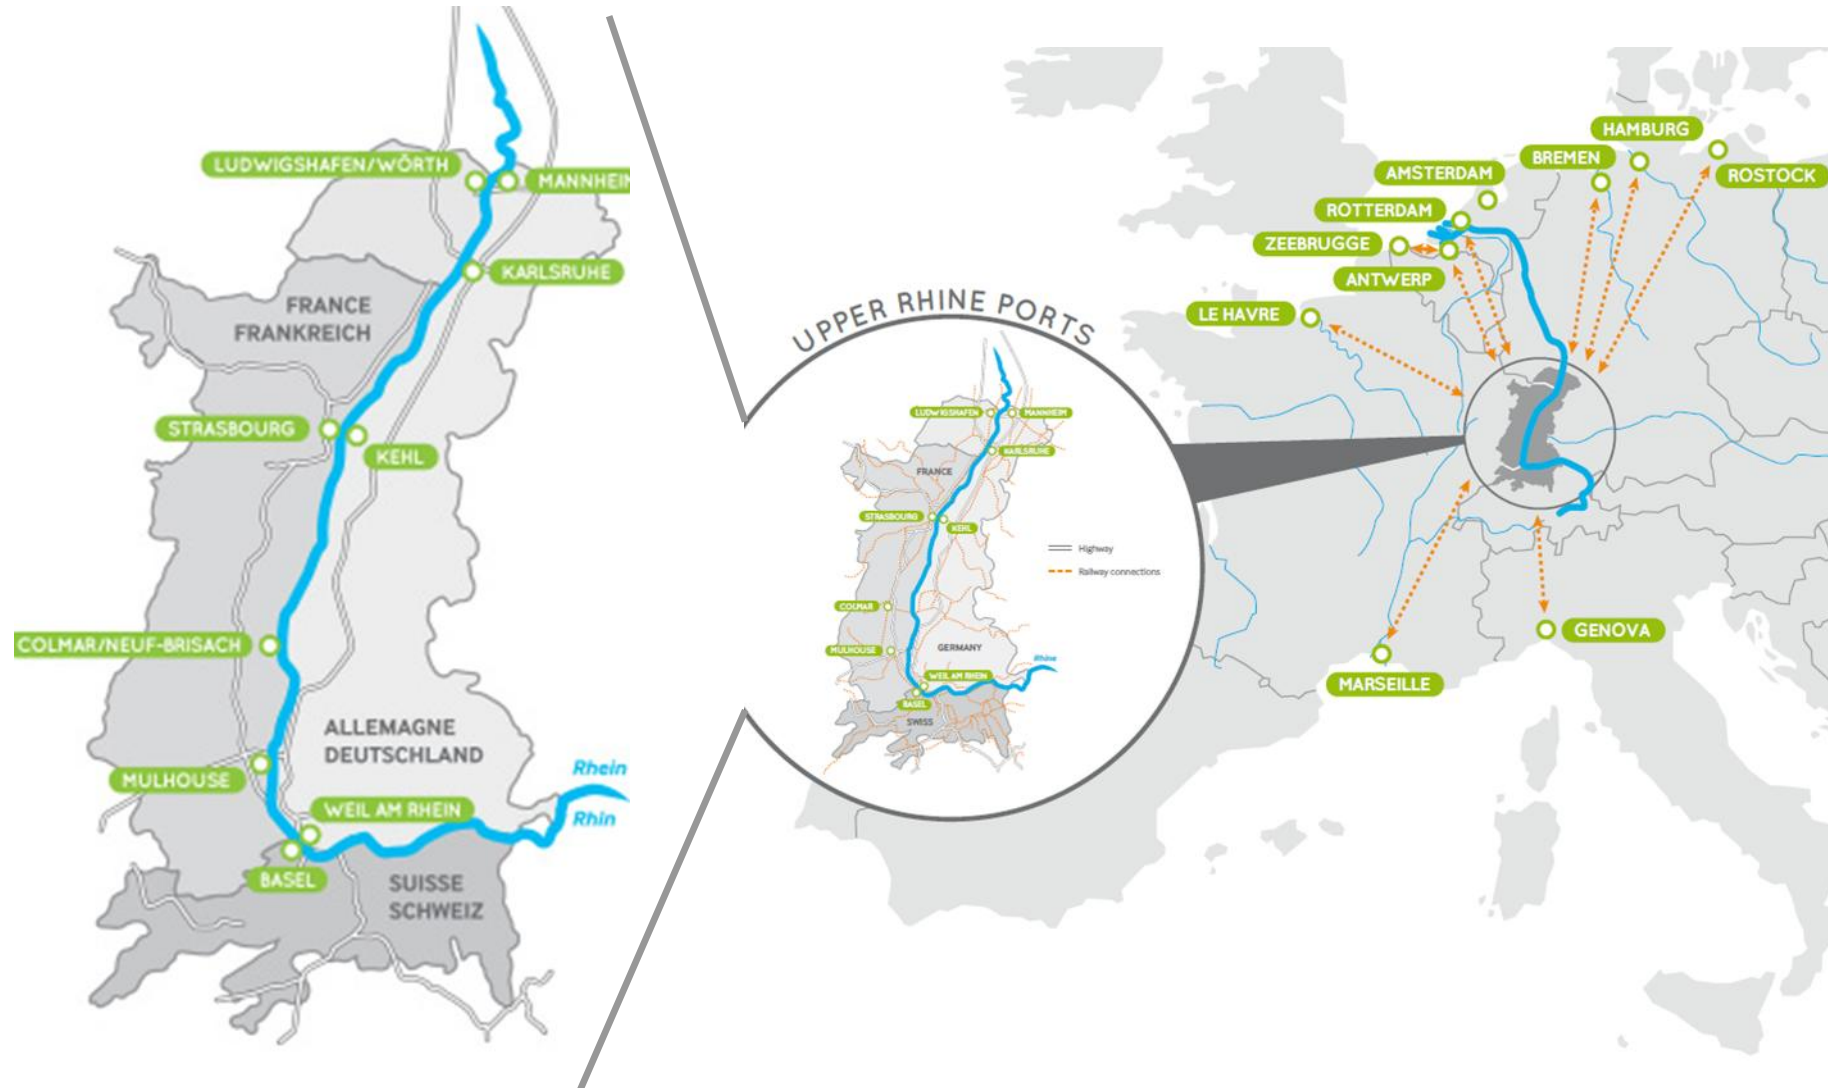 LUDWIGSHAFEN/WÖRTH
MANNHEIM
KARLSRUHE
FRANCE
FRANKREICH
STRASBOURG
KEHL
COLMAR/NEUF-BRISACH
ALLEMAGNE
DEUTSCHLAND
MULHOUSE
WEIL AM RHEIN
Rhein
Rhin
BASEL
SUISSE
SCHWEIZ
UPPER RHINE PORTS
LUDWIGSHAFEN
MANNHEIM
KARLSRUHE
FRANCE
STRASBOURG
KEHL
Highway
Railway connections
COLMAR
MULHOUSE
GERMANY
Rhine
WEIL AM RHEIN
BASEL
SWISS
HAMBURG
BREMEN
ROSTOCK
AMSTERDAM
ROTTERDAM
ZEEBRUGGE
ANTWERP
LE HAVRE
GENOVA
MARSEILLE